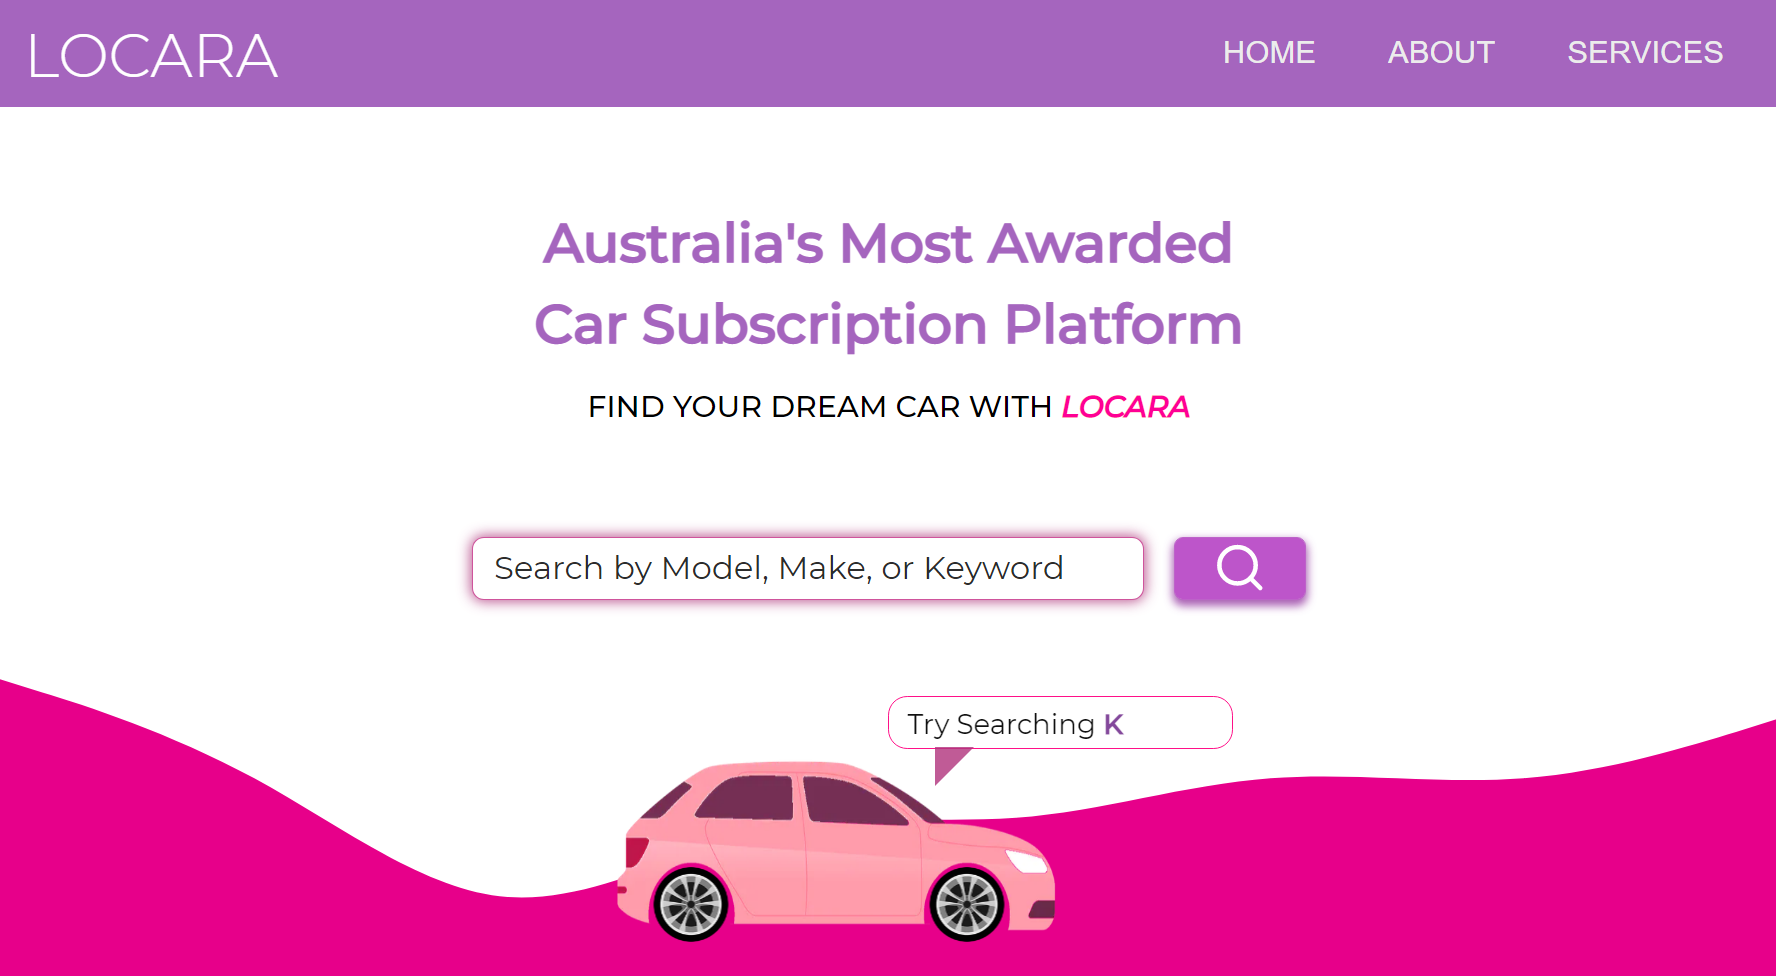 LOCARA
HOME ABOUT SERVICES
Australia's Most Awarded
Car Subscription Platform
FIND YOUR DREAM CAR WITH LOCARA
Search by Model, Make, or Keyword
Try Searching K